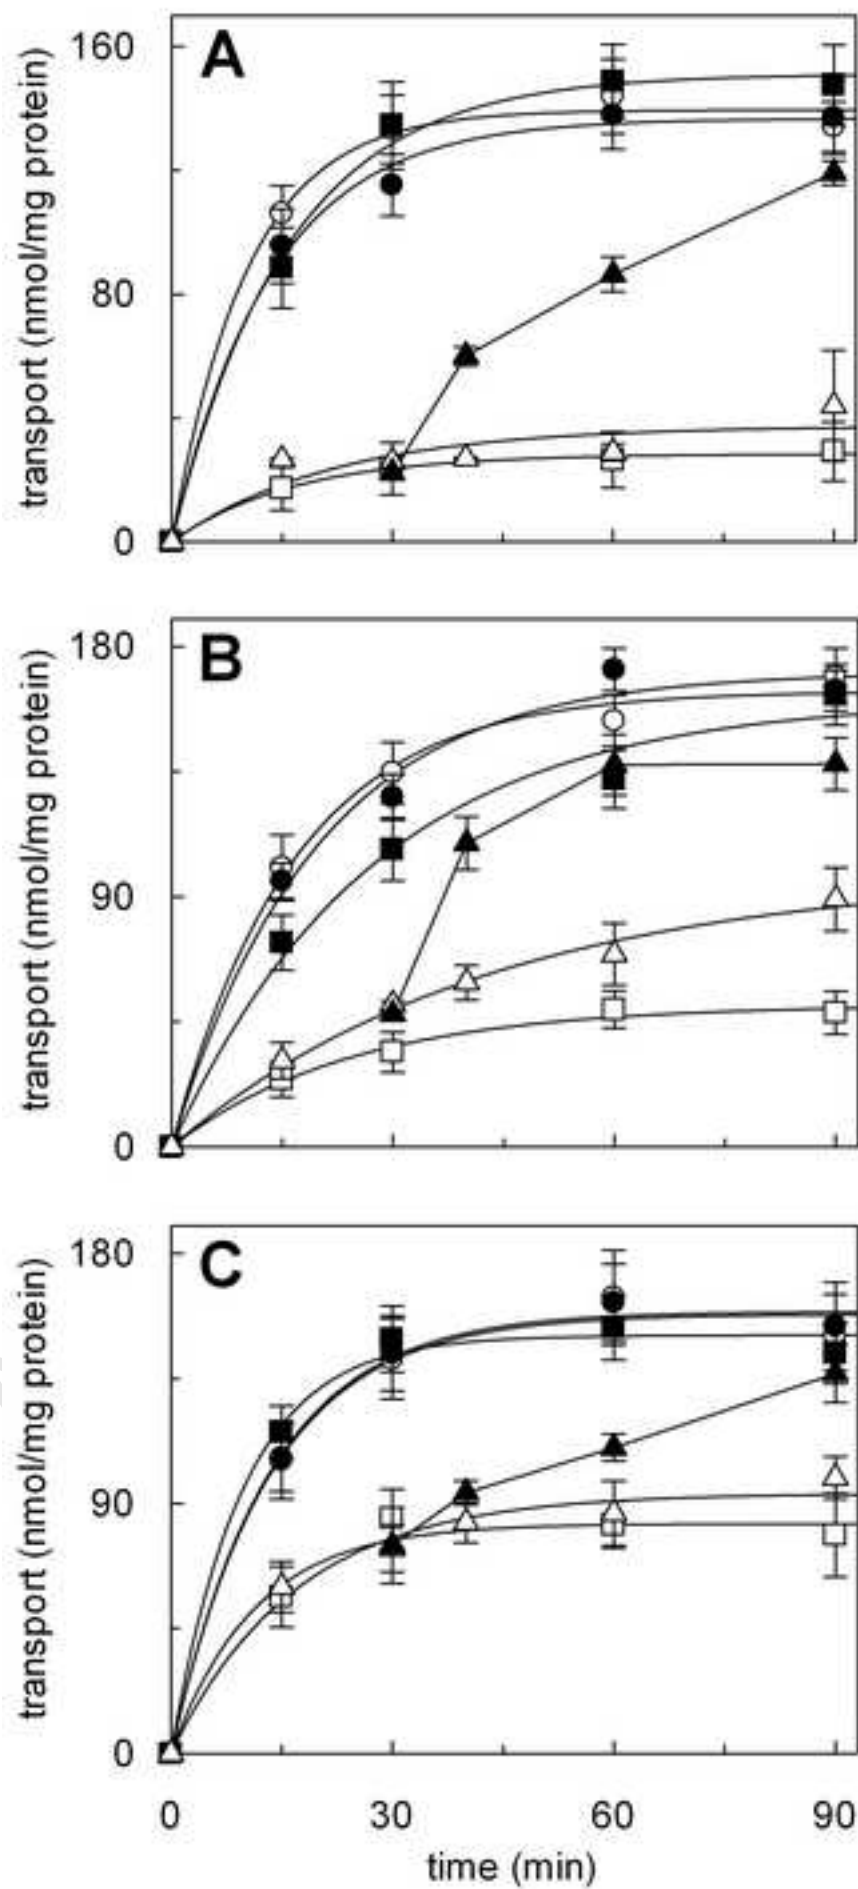 A
160
80
0
transport (nmol/mg protein)
B
180
90
0
transport (nmol/mg protein)
C
180
90
0
transport (nmol/mg protein)
0 30 60 90
time (min)